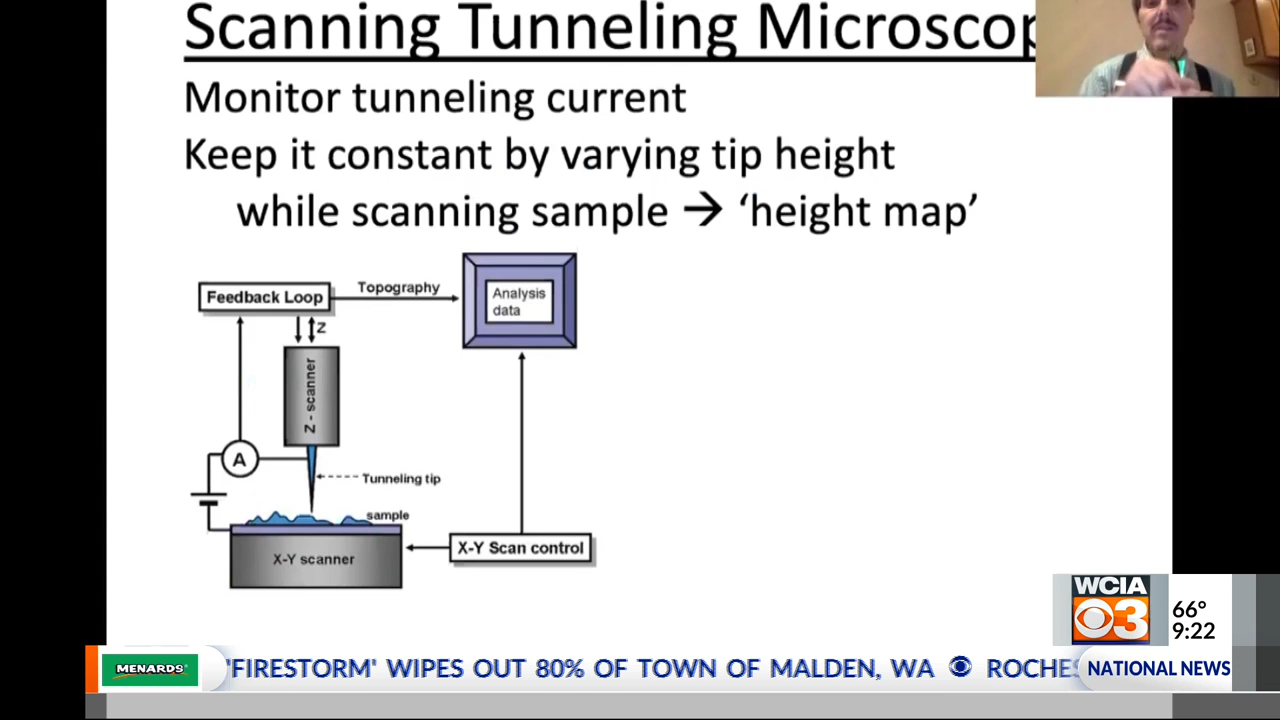 Scanning Tunneling Microscop
Monitor tunneling current
Keep it constant by varying tip height
while scanning sample → ‘height map’
Feedback Loop
Topography
Analysis
data
Z
Z - scanner
A
Tunneling tip
sample
X-Y scanner
X-Y Scan control
WCIA
3
66°
9:22
MENARDS
'FIRESTORM' WIPES OUT 80% OF TOWN OF MALDEN, WA
ROCHES
NATIONAL NEWS